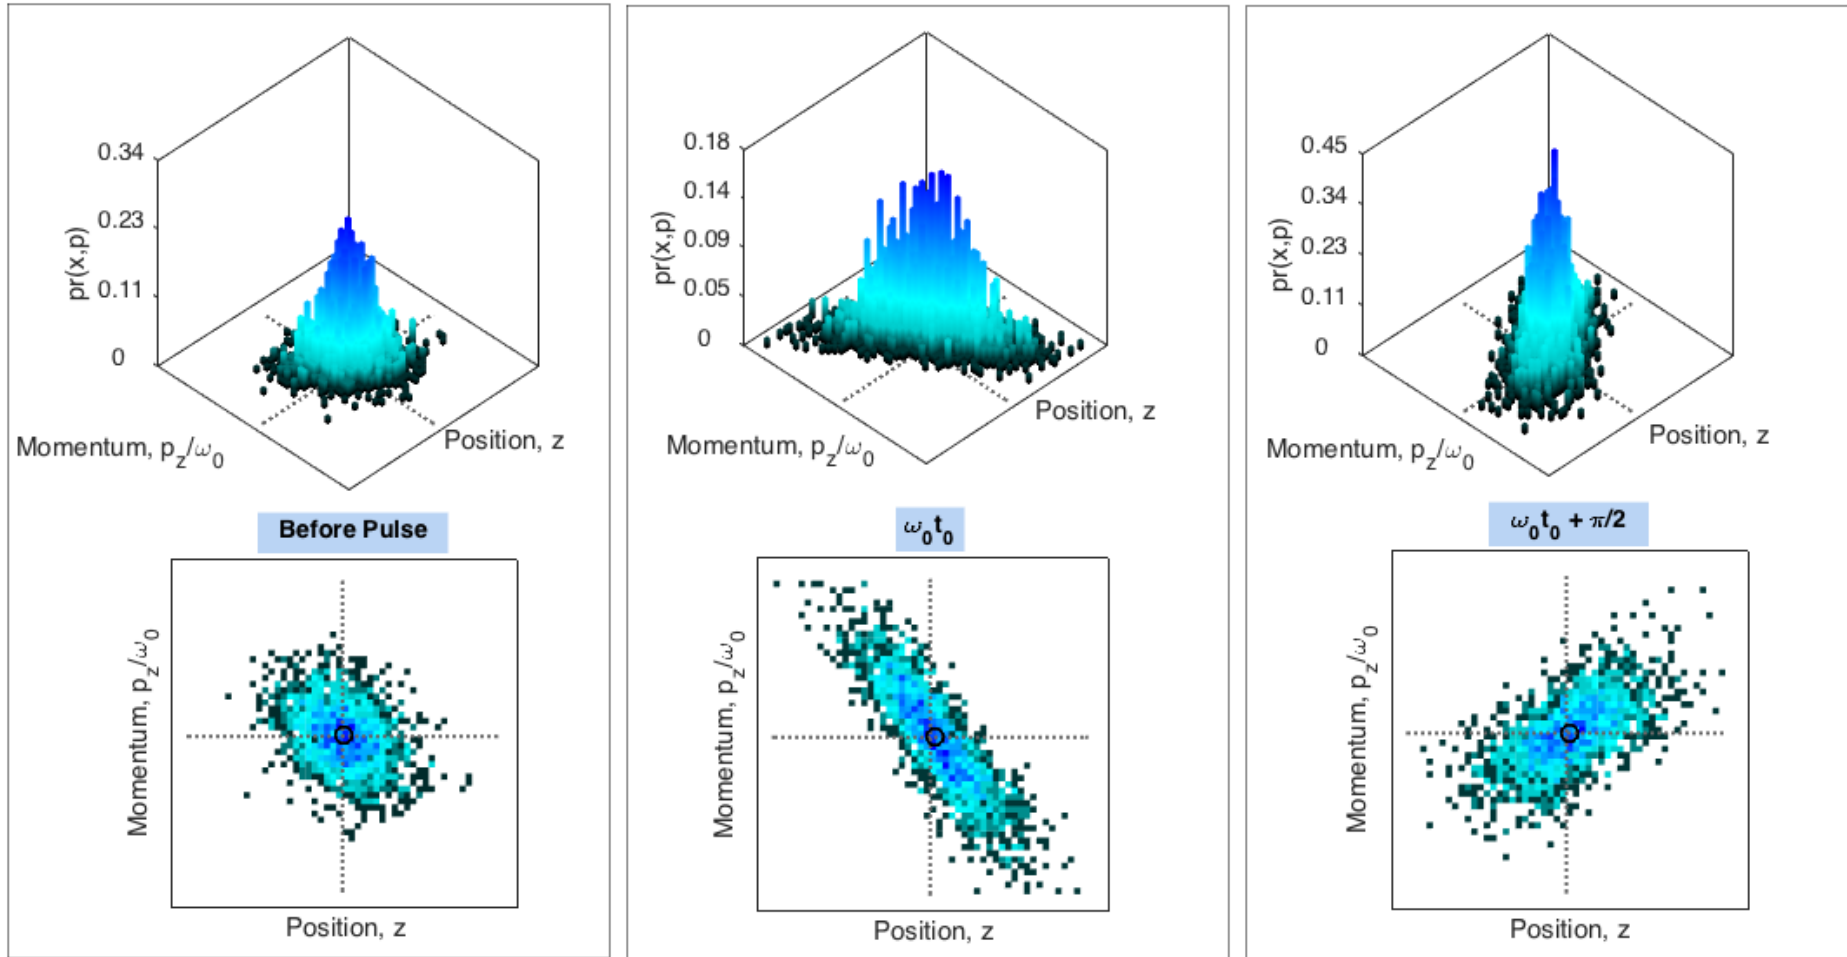 0.34
0.23
0.11
0
pr(x,p)
Momentum, p_z/ω_0
Position, z
Before Pulse
Momentum, p_z/ω_0
Position, z
0.18
0.14
0.09
0.05
0
pr(x,p)
Momentum, p_z/ω_0
Position, z
ω_0t_0
Momentum, p_z/ω_0
Position, z
0.45
0.34
0.23
0.11
0
pr(x,p)
Momentum, p_z/ω_0
Position, z
ω_0t_0 + π/2
Momentum, p_z/ω_0
Position, z